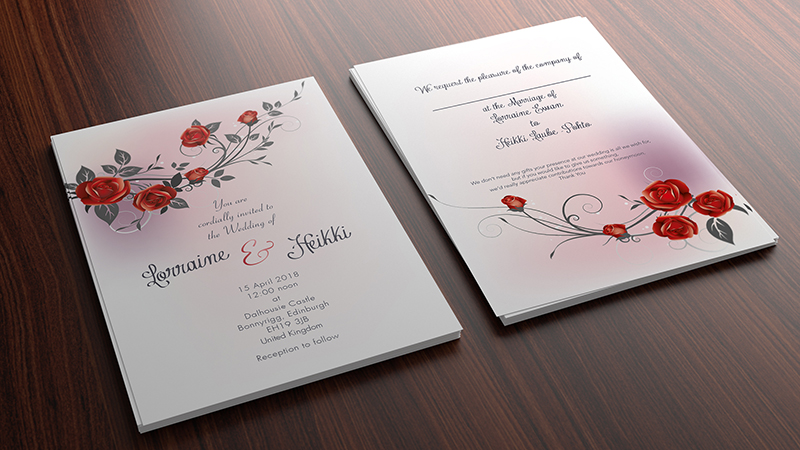 You are
cordially invited to
the Wedding of
Lorraine & Heikki
15 April 2018
12:00 noon
at
Dalhousie Castle
Bonnyrigg, Edinburgh
EH19 3JB
United Kingdom
Reception to follow
We request the pleasure of the company of
at the Marriage of
Lorraine Ewan
to
Heikki Pohto
We don't need any gifts your presence at our wedding is all we wish for
but if you would like to give us something,
we'd really appreciate contributions towards our honeymoon.
Thank You